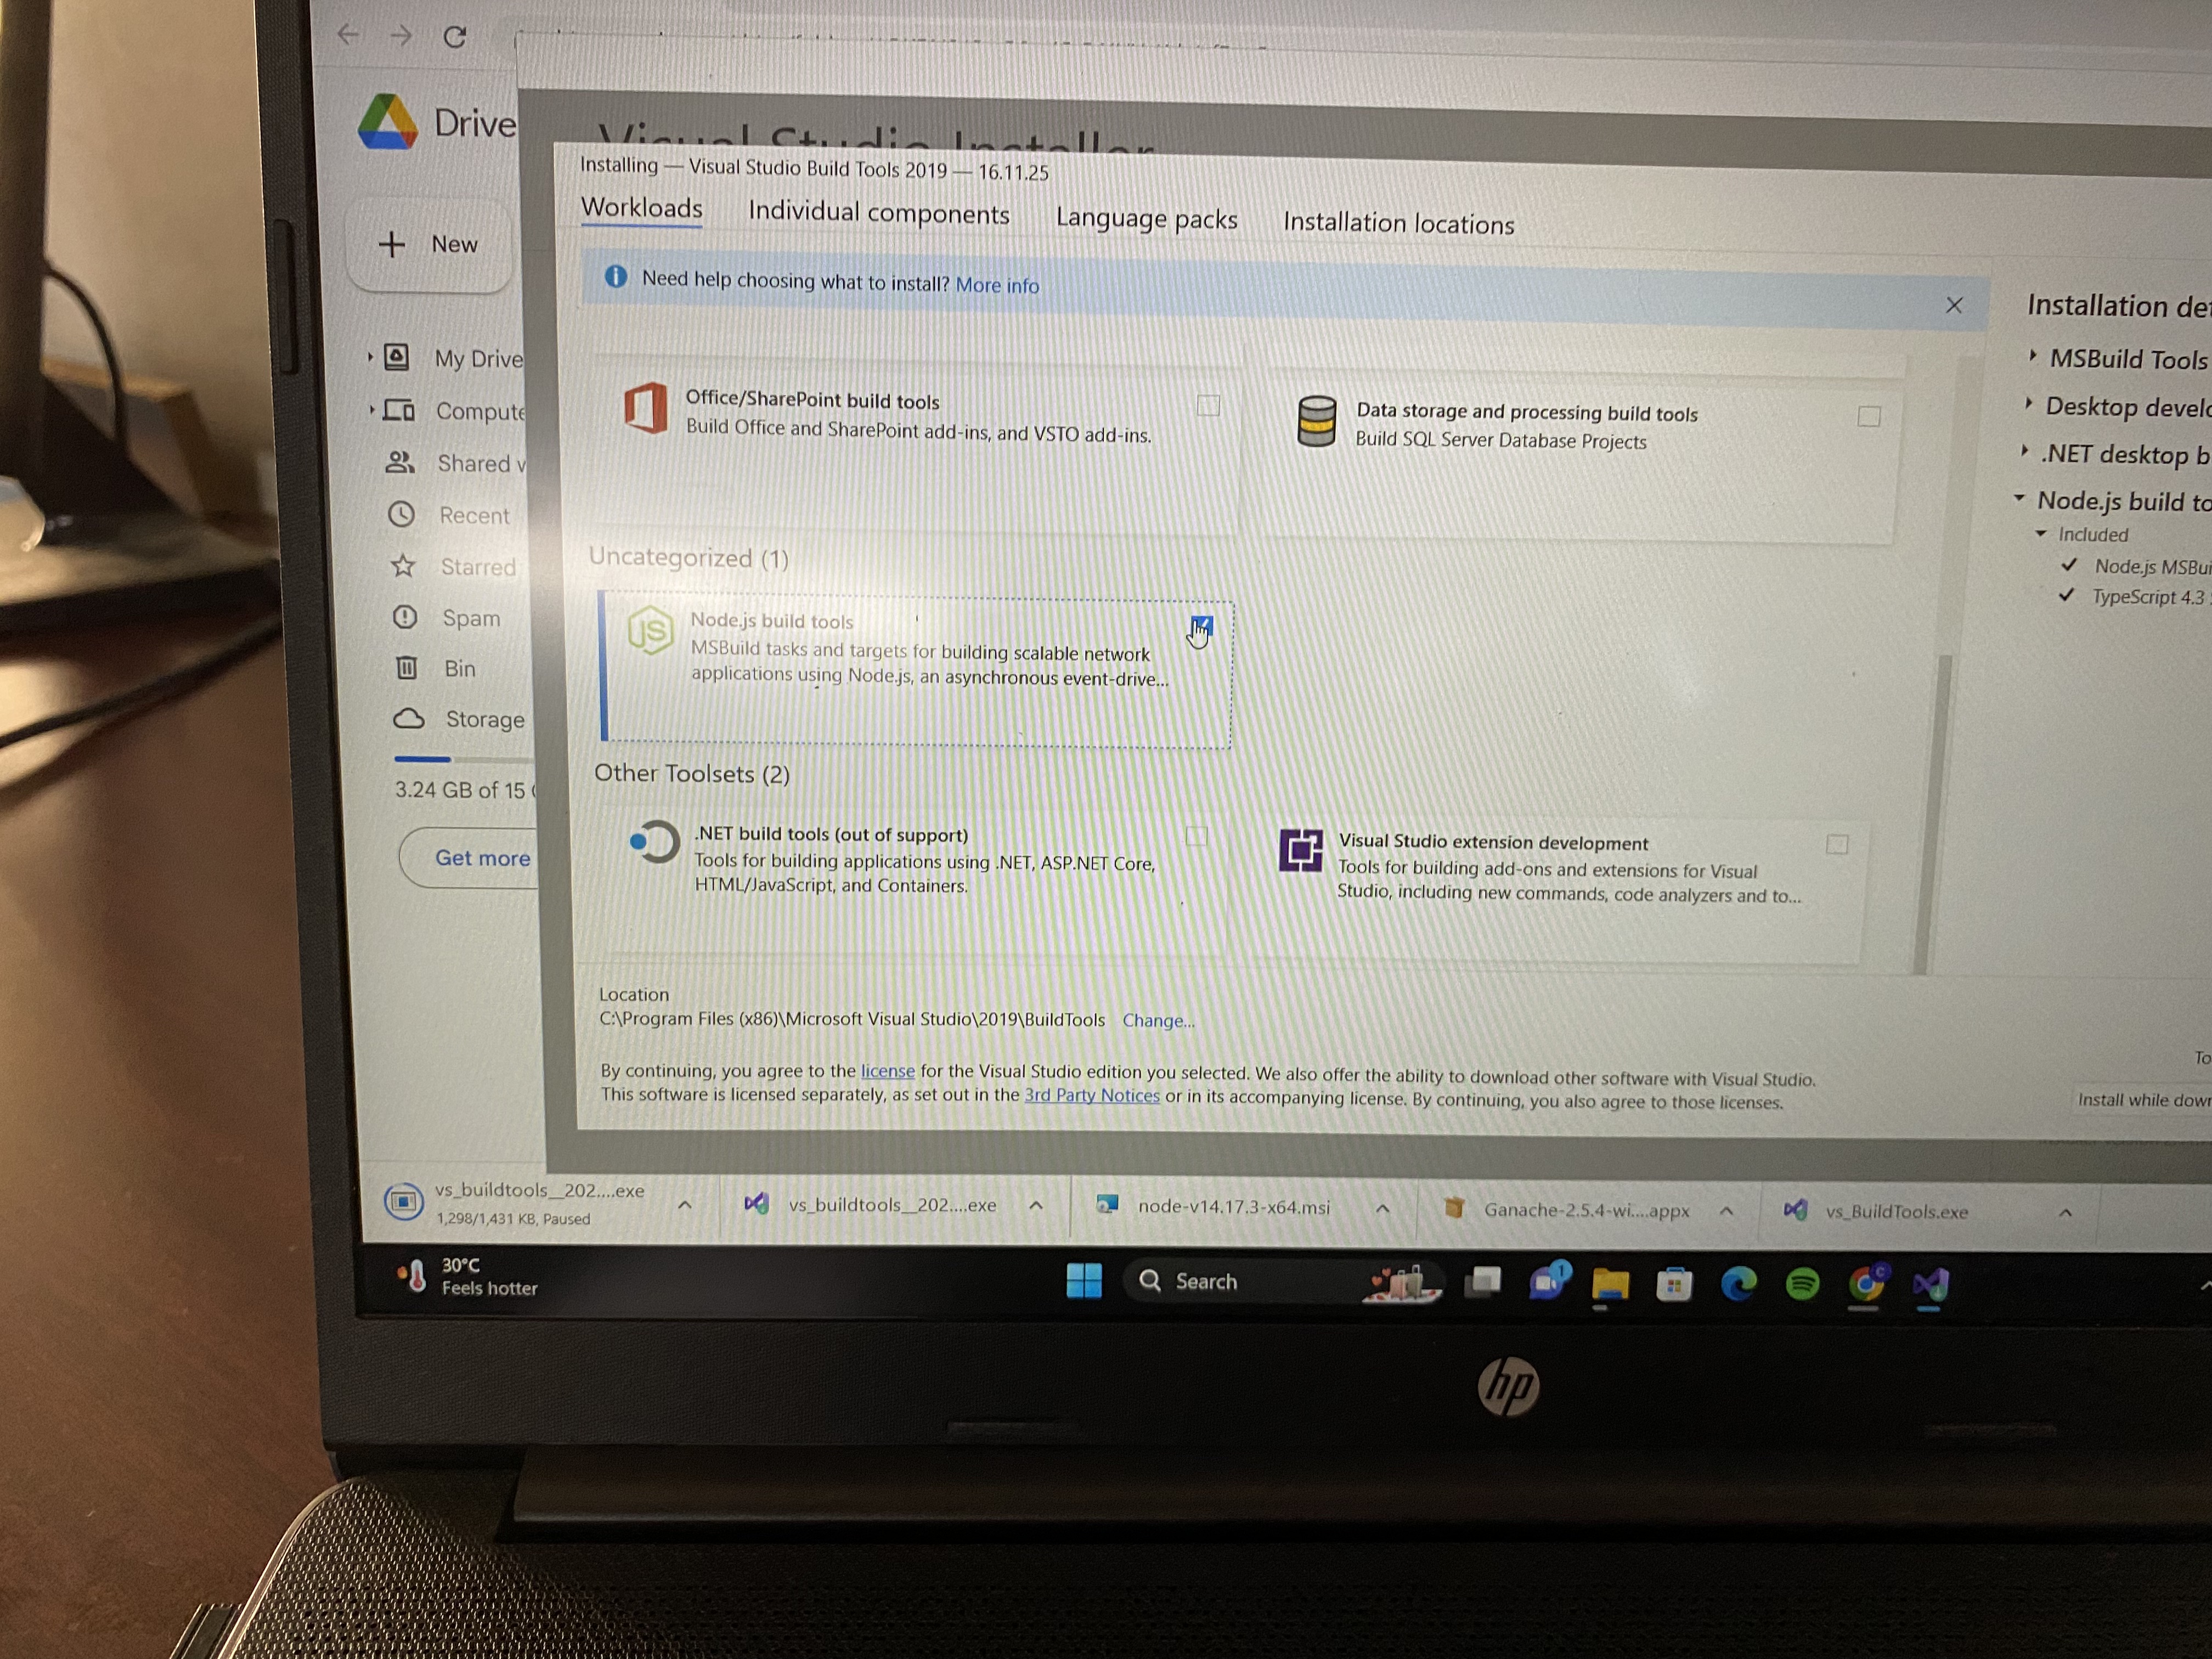 Drive
Visual Studio Installer
Installing — Visual Studio Build Tools 2019 — 16.11.25
Workloads Individual components Language packs Installation locations
New
Need help choosing what to install? More info
Installation
MSBuild Tools
Desktop
.NET desktop
Node.js build
Included
Node.js
TypeScript 4.3
My Drive
Shared
Recent
Starred
Spam
Bin
Storage
3.24 GB of 15
Get more
Office/SharePoint build tools
Build Office and SharePoint add-ins, and VSTO add-ins.
Data storage and processing build tools
Build SQL Server Database Projects
Uncategorized (1)
Node.js build tools
MSBuild tasks and targets for building scalable network
applications using Node.js, an asynchronous event-drive...
Other Toolsets (2)
.NET build tools (out of support)
Tools for building applications using .NET, ASP.NET Core,
HTML/JavaScript, and Containers.
Visual Studio extension development
Tools for building add-ons and extensions for Visual
Studio, including new commands, code analyzers and to...
Location
C:\Program Files (x86)\Microsoft Visual Studio\2019\BuildTools Change...
By continuing, you agree to the license for the Visual Studio edition you selected. We also offer the ability to download other software with Visual Studio.
This software is licensed separately, as set out in the 3rd Party Notices or in its accompanying license. By continuing, you also agree to those licenses.
Install while
vs_buildtools__202....exe
1,298/1,431 KB, Paused
vs_buildtools__202....exe
node-v14.17.3-x64.msi
Ganache-2.5.4-wi....appx
vs_BuildTools.exe
30°C
Feels hotter
Search
1
C
hp